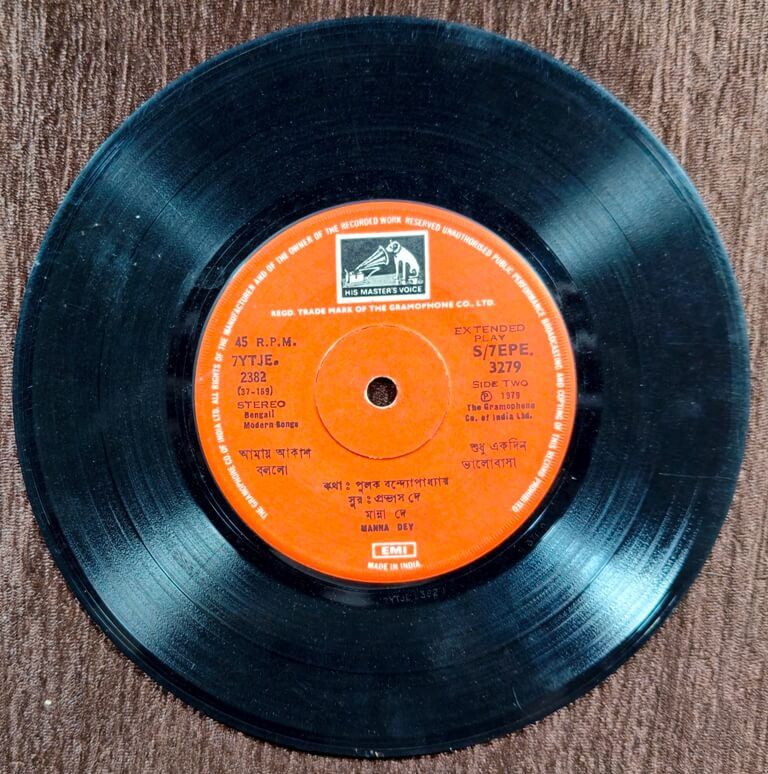 THE GRAMOPHONE CO. OF INDIA LTD. ALL RIGHTS OF THE MANUFACTURER AND OF THE OWNER OF THE RECORDED WORK RESERVED UNAUTHORISED PUBLIC PERFORMANCE BROADCASTING AND COPYING OF THIS RECORD PROHIBITED
HIS MASTER'S VOICE
REGD. TRADE MARK OF THE GRAMOPHONE CO., LTD.
45 R.P.M.
7YTJE.
2382
(37-169)
STEREO
Bengali
Modern Songs
EXTENDED
PLAY
S/7EPE.
3279
SIDE TWO
Ⓟ 1979
The Gramophone
Co. of India Ltd.
আমায় আকাশ
বললো
শুধু একদিন
ভালোবাসা
কথা : পুলক বন্দ্যোপাধ্যায়
সুর : প্রভাস দে
মান্না দে
MANNA DEY
EMI
MADE IN INDIA